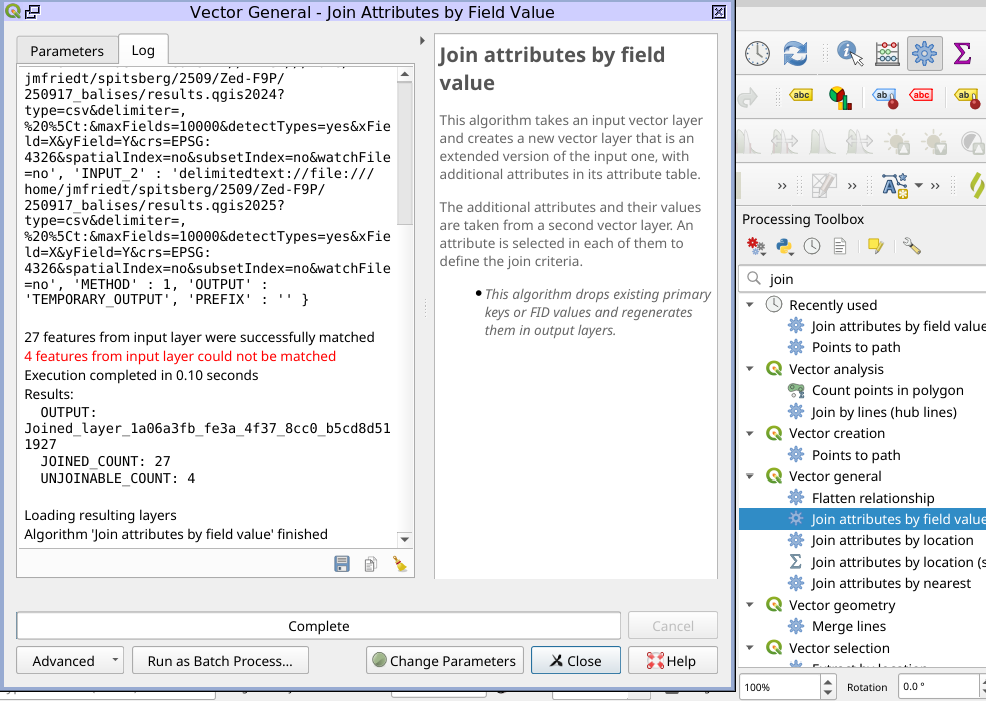 Vector General - Join Attributes by Field Value
Parameters
Log
jmfriedt/spitsberg/2509/Zed-F9P/
250917_balises/results.qgis2024?
type=csv&delimiter=,
%20%5Ct:&maxFields=10000&detectTypes=yes&xFie
ld=X&yField=Y&crs=EPSG:
4326&spatialIndex=no&subsetIndex=no&watchFile
=no', 'INPUT_2' : 'delimitedtext://file:///
home/jmfriedt/spitsberg/2509/Zed-F9P/
250917_balises/results.qgis2025?
type=csv&delimiter=,
%20%5Ct:&maxFields=10000&detectTypes=yes&xFie
ld=X&yField=Y&crs=EPSG:
4326&spatialIndex=no&subsetIndex=no&watchFile
=no', 'METHOD' : 1, 'OUTPUT' :
'TEMPORARY_OUTPUT', 'PREFIX' : '' }
27 features from input layer were successfully matched
4 features from input layer could not be matched
Execution completed in 0.10 seconds
Results:
OUTPUT:
Joined_layer_1a06a3fb_fe3a_4f37_8cc0_b5cd8d51
1927
JOINED_COUNT: 27
UNJOINABLE_COUNT: 4
Loading resulting layers
Algorithm 'Join attributes by field value' finished
Join attributes by field
value
This algorithm takes an input vector layer
and creates a new vector layer that is an
extended version of the input one, with
additional attributes in its attribute table.
The additional attributes and their values
are taken from a second vector layer. An
attribute is selected in each of them to
define the join criteria.
• This algorithm drops existing primary
keys or FID values and regenerates
them in output layers.
Complete
Cancel
Advanced
Run as Batch Process...
Change Parameters
Close
Help
abc
ab
abc
ab
Processing Toolbox
join
Recently used
Join attributes by field value
Points to path
Vector analysis
Count points in polygon
Join by lines (hub lines)
Vector creation
Points to path
Vector general
Flatten relationship
Join attributes by field value
Join attributes by location
Join attributes by location (s
Join attributes by nearest
Vector geometry
Merge lines
Vector selection
100%
Rotation
0.0 °